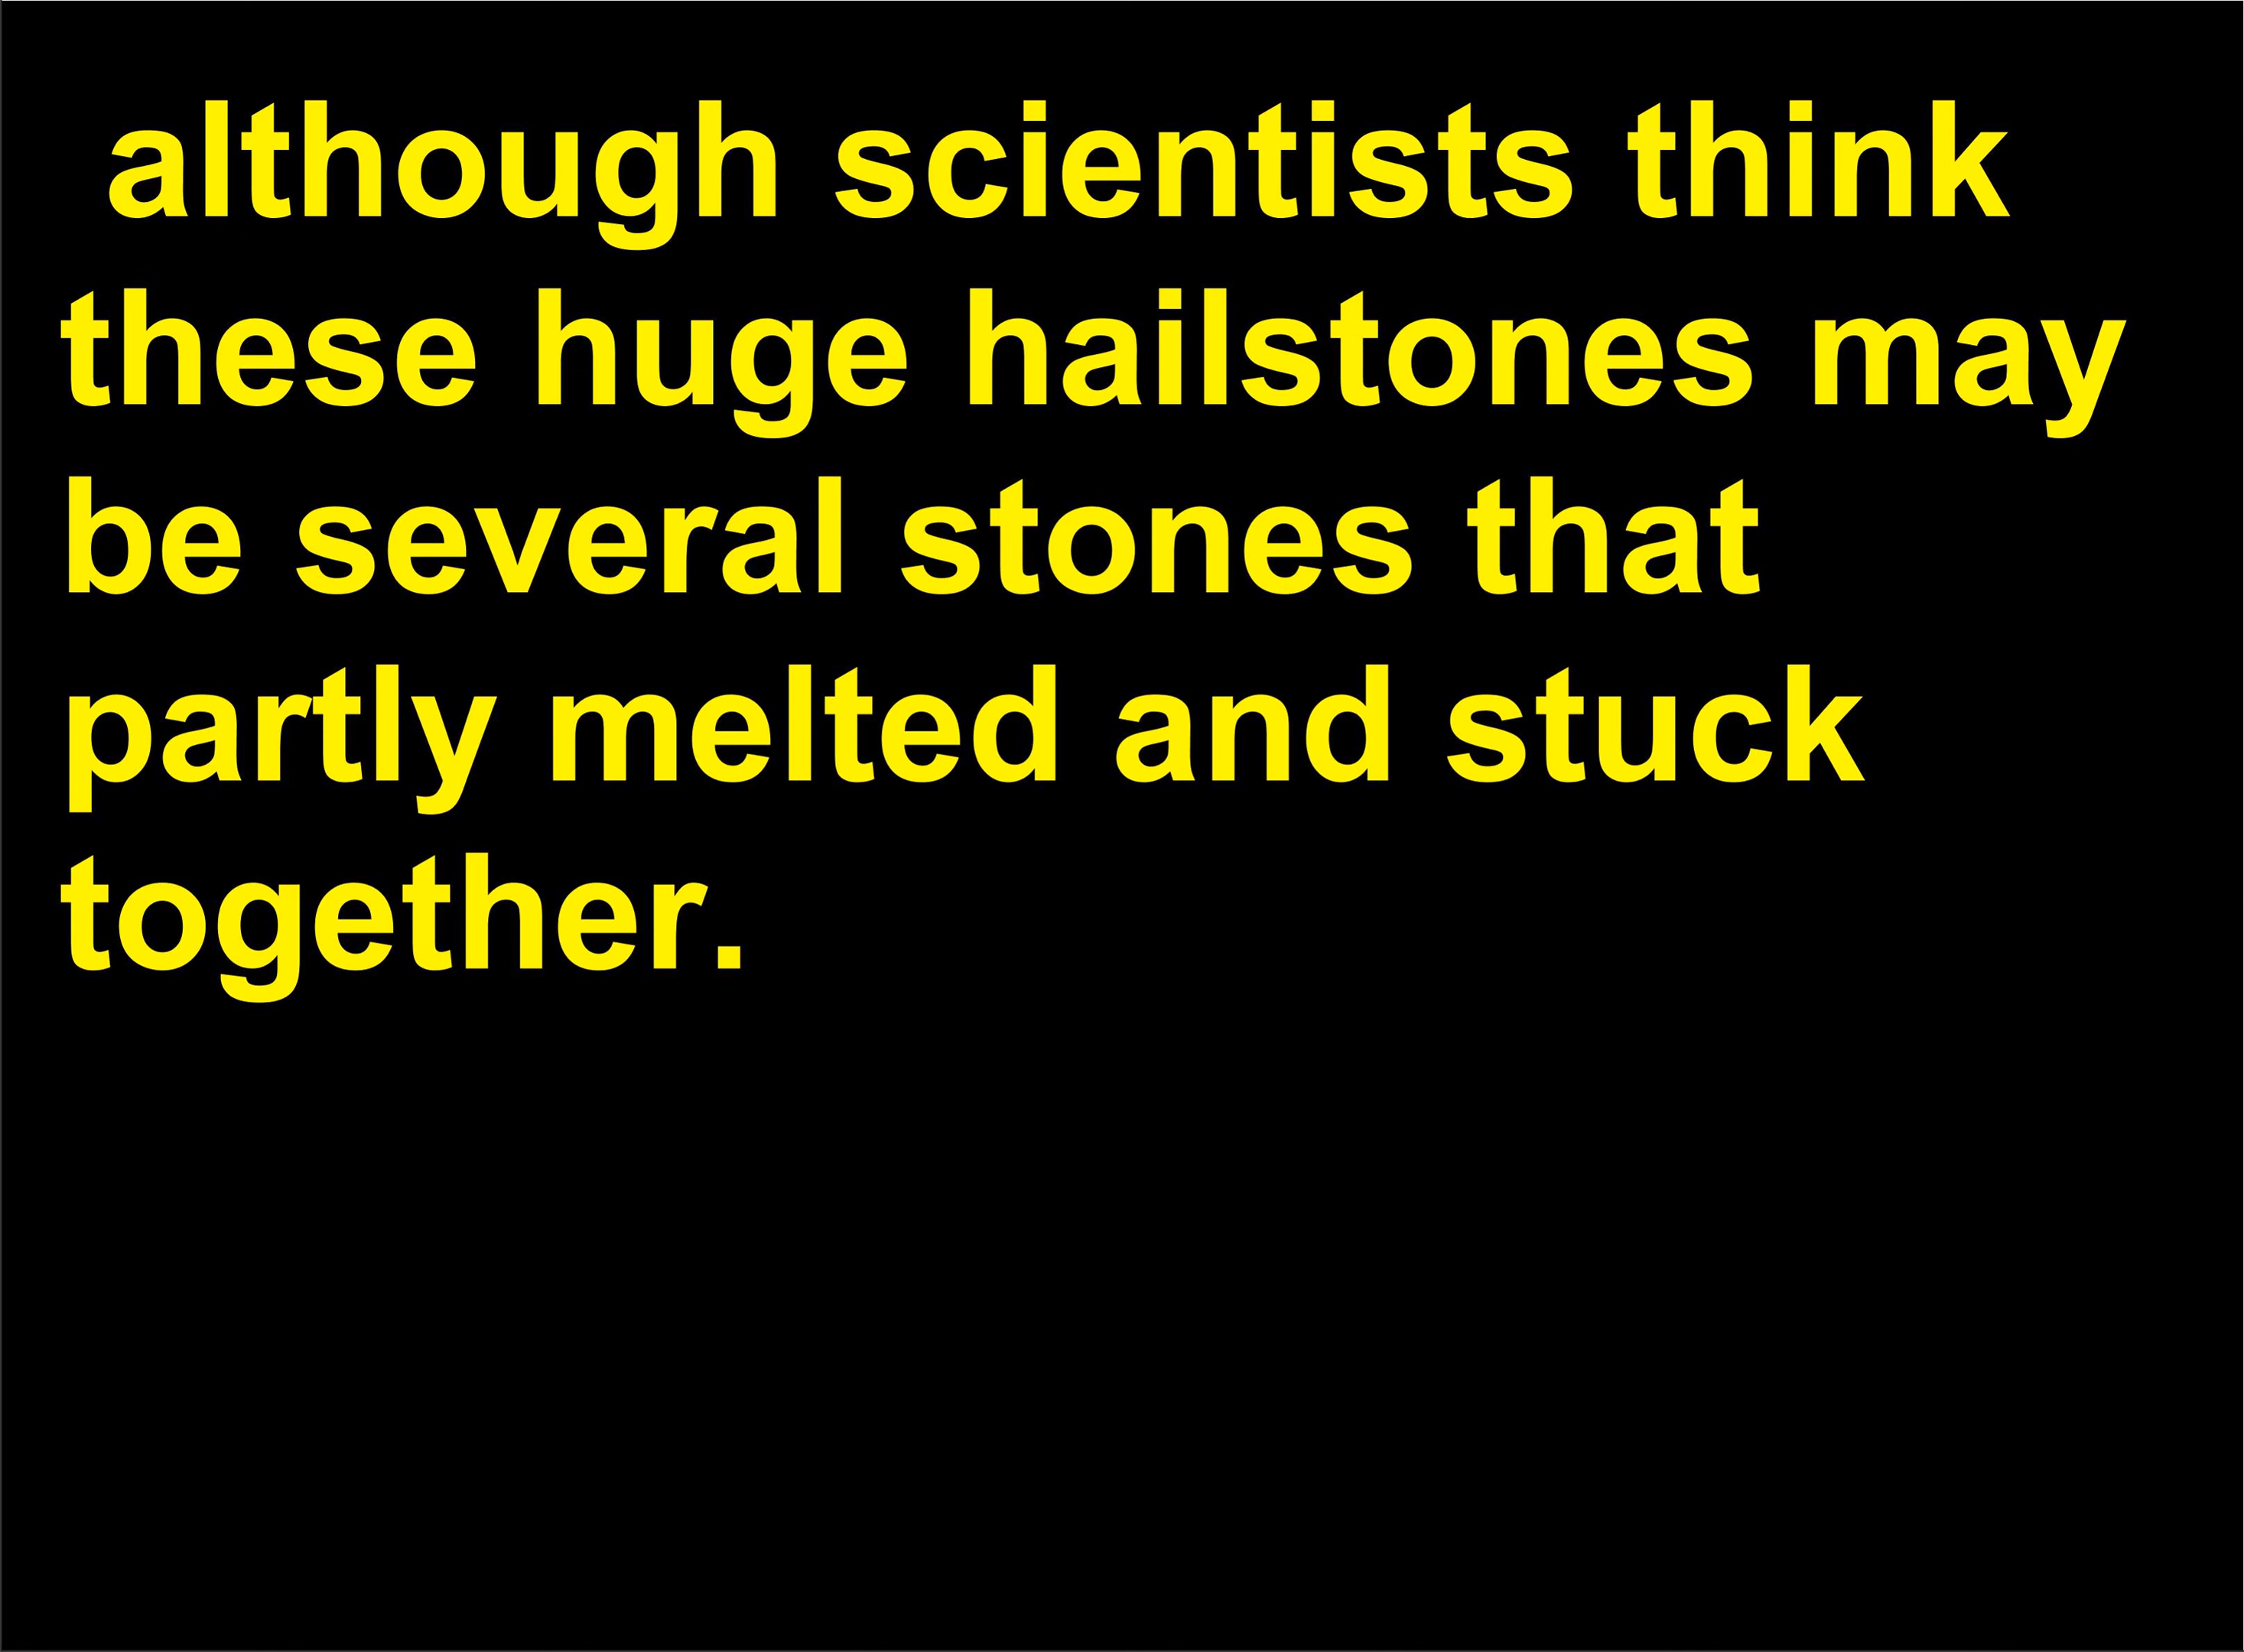 although scientists think
these huge hailstones may
be several stones that
partly melted and stuck
together.